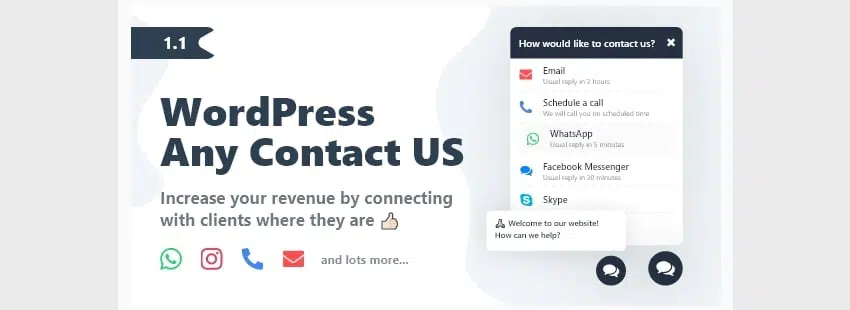 1.1
WordPress
Any Contact US
Increase your revenue by connecting
with clients where they are
and lots more...
How would like to contact us?
Email
Usual reply in 2 hours
Schedule a call
We will call you on scheduled time
WhatsApp
Usual reply in 5 minutes
Facebook Messenger
Usual reply in 30 minutes
Skype
Welcome to our website!
How can we help?